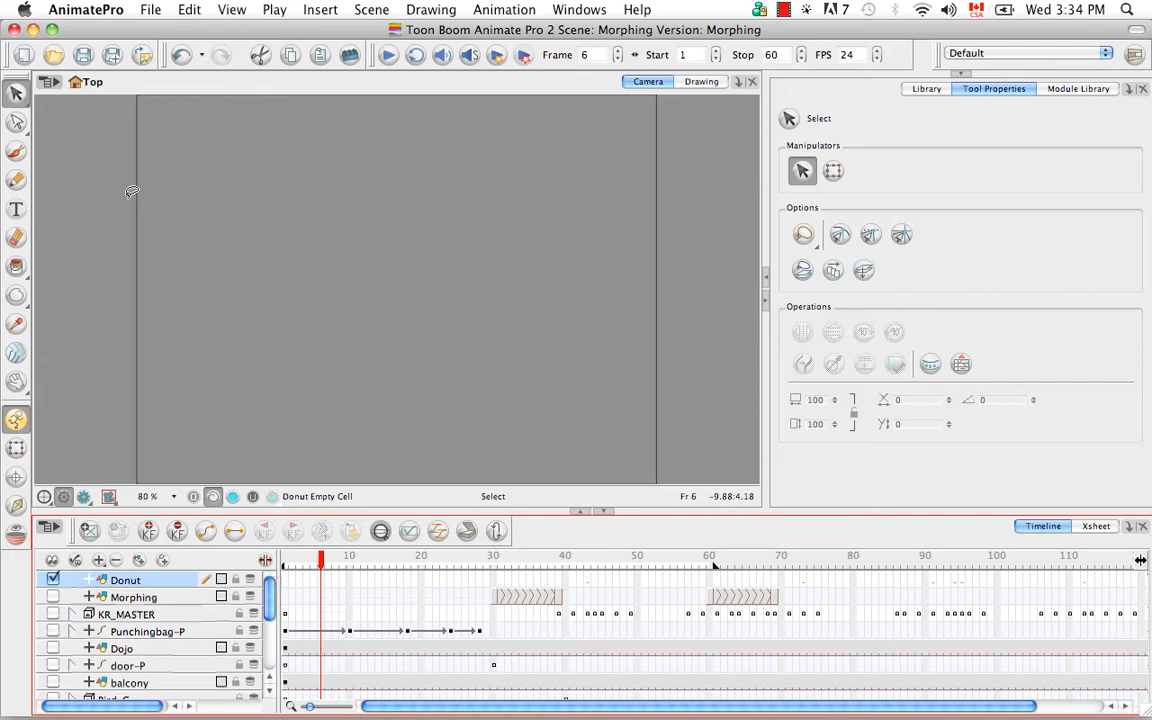 AnimatePro File Edit View Play Insert Scene Drawing Animation Windows Help 7 CSA Wed 3:34 PM
Toon Boom Animate Pro 2 Scene: Morphing Version: Morphing
Frame 6 Start 1 Stop 60 FPS 24 Default
Top Camera Drawing
Library Tool Properties Module Library
Select
Manipulators
Options
Operations
100 0 0
100 0
80 % Donut Empty Cell Select Fr 6 -9.88:4.18
Timeline Xsheet
10 20 30 40 50 60 70 80 90 100 110
Donut
Morphing
KR_MASTER
Punchingbag-P
Dojo
door-P
balcony